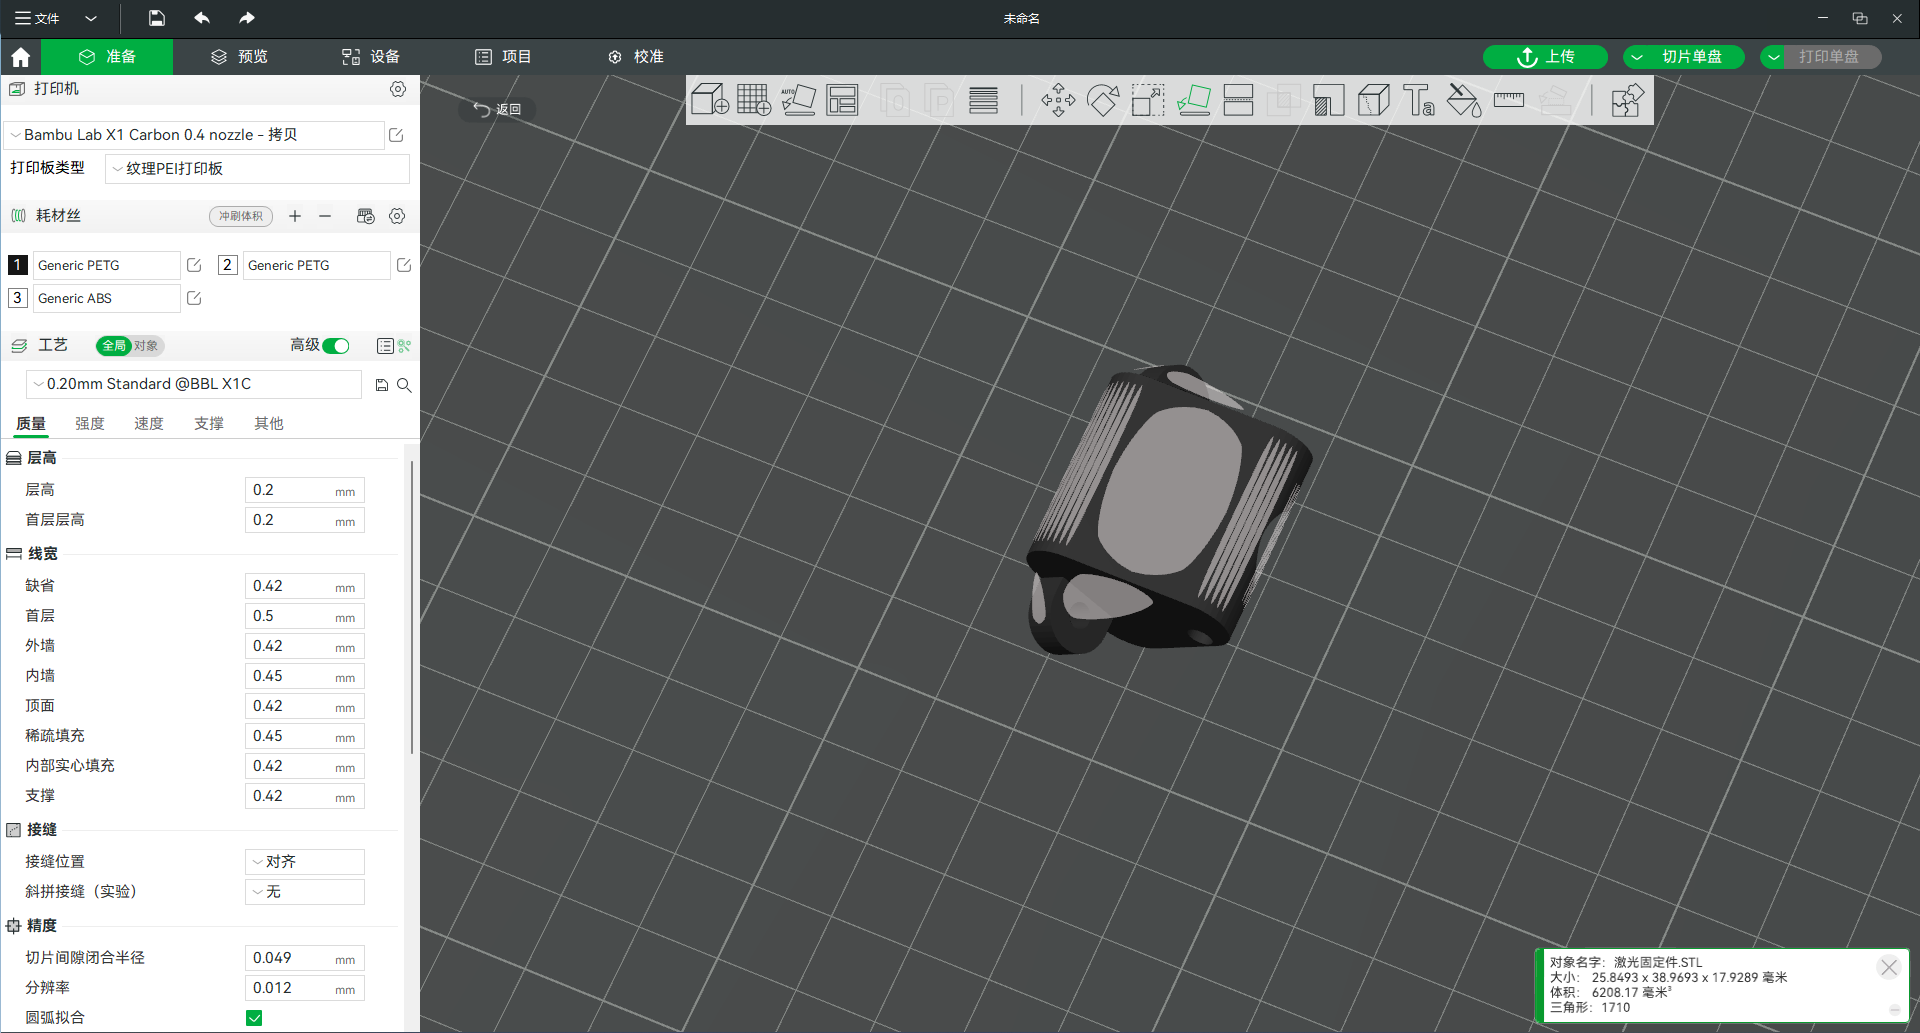 文件
未命名
准备
预览
设备
项目
校准
上传
切片单盘
打印单盘
打印机
返回
AUTO
Bambu Lab X1 Carbon 0.4 nozzle - 拷贝
打印板类型
纹理PEI打印板
耗材丝
冲刷体积
1 Generic PETG
2 Generic PETG
3 Generic ABS
工艺
全局
对象
高级
0.20mm Standard @BBL X1C
质量
强度
速度
支撑
其他
层高
层高 0.2 mm
首层层高 0.2 mm
线宽
缺省 0.42 mm
首层 0.5 mm
外墙 0.42 mm
内墙 0.45 mm
顶面 0.42 mm
稀疏填充 0.45 mm
内部实心填充 0.42 mm
支撑 0.42 mm
接缝
接缝位置 对齐
斜拼接缝（实验） 无
精度
切片间隙闭合半径 0.049 mm
分辨率 0.012 mm
圆弧拟合
对象名字: 激光固定件.STL
大小: 25.8493 x 38.9693 x 17.9289 毫米
体积: 6208.17 毫米³
三角形: 1710